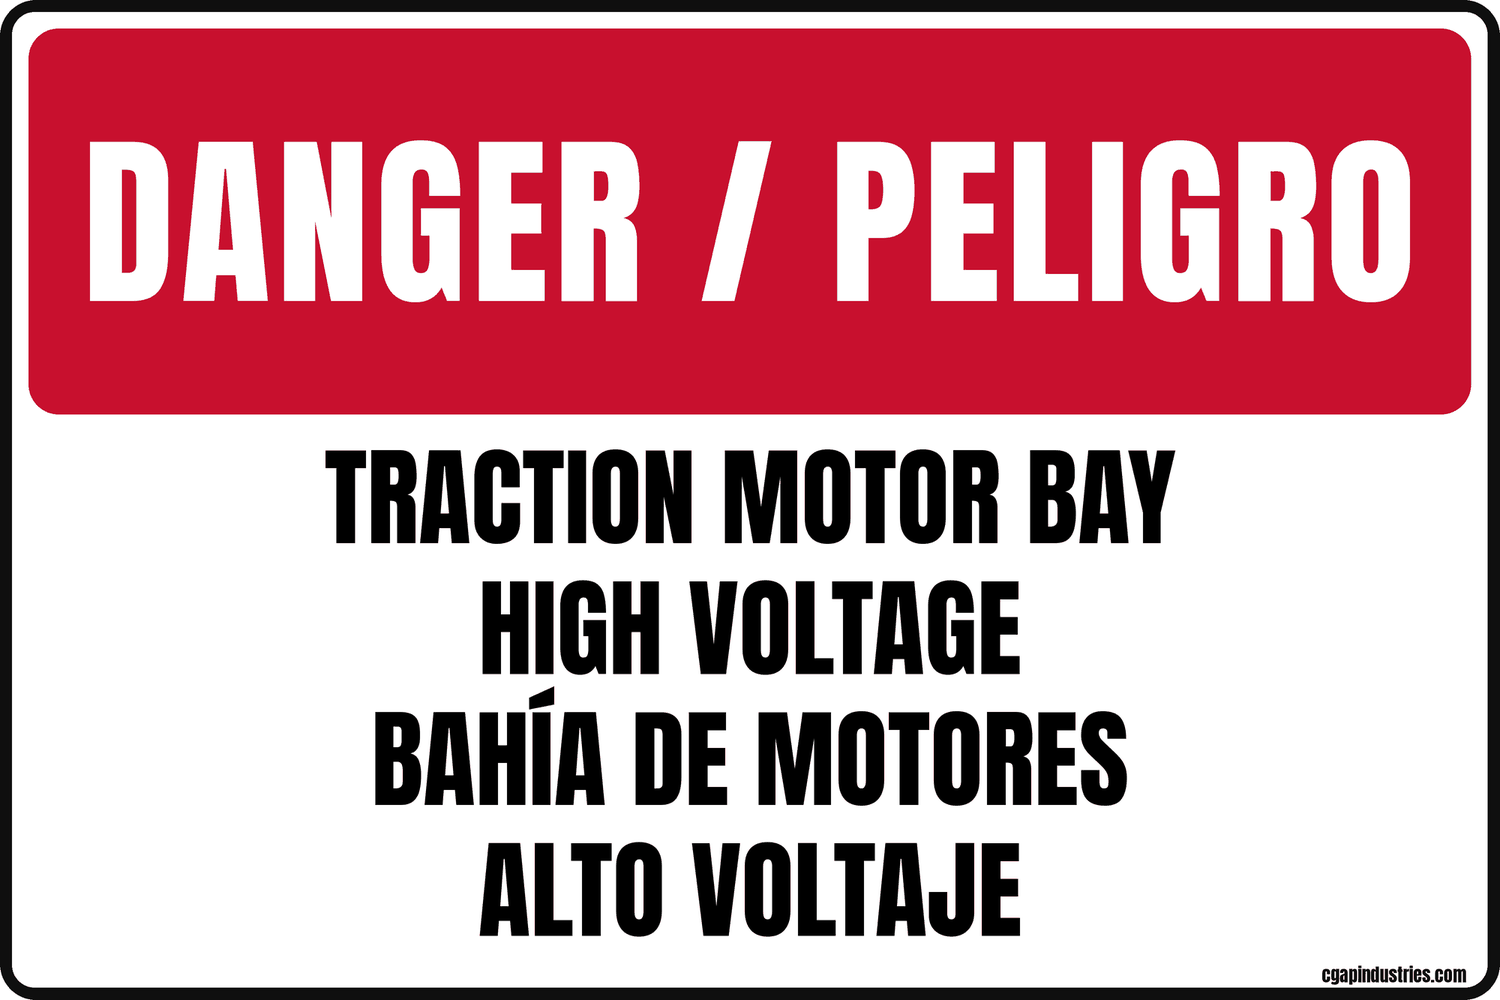 DANGER / PELIGRO
TRACTION MOTOR BAY
HIGH VOLTAGE
BAHÍA DE MOTORES
ALTO VOLTAJE
cgapindustries.com